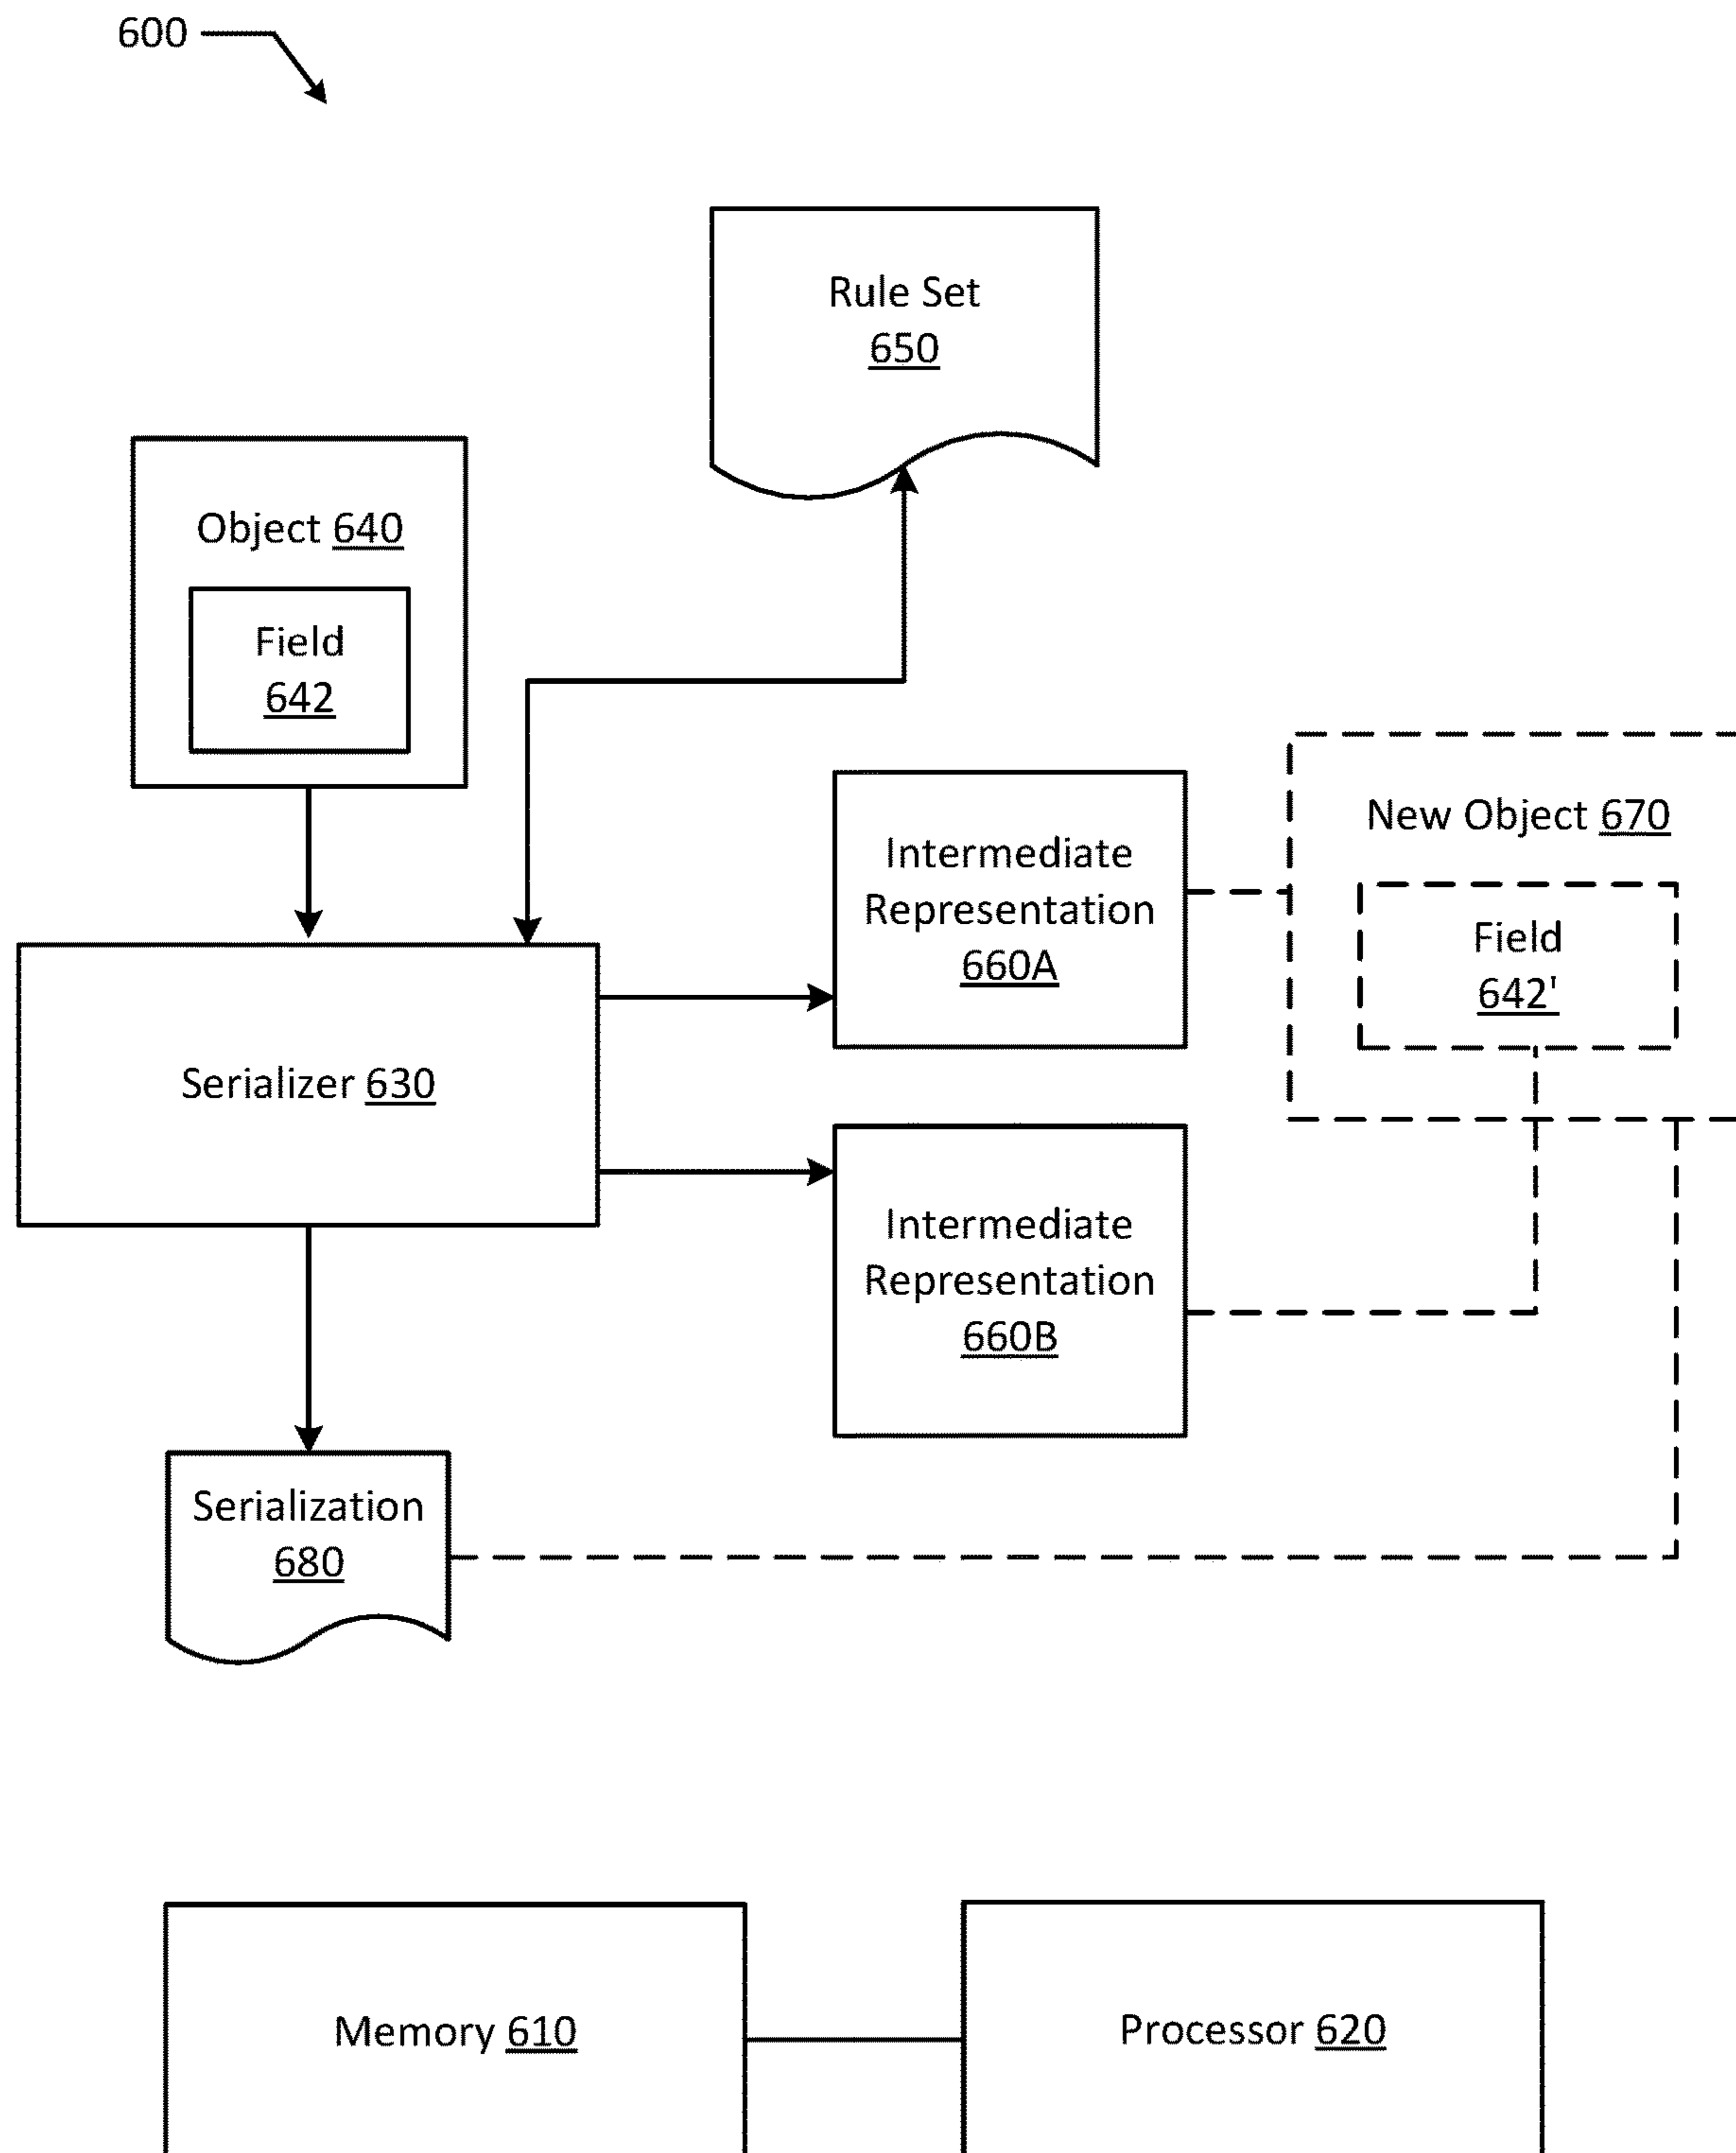 600
Rule Set
650
Object 640
Field
642
New Object 670
Field
642'
Intermediate
Representation
660A
Serializer 630
Intermediate
Representation
660B
Serialization
680
Memory 610
Processor 620